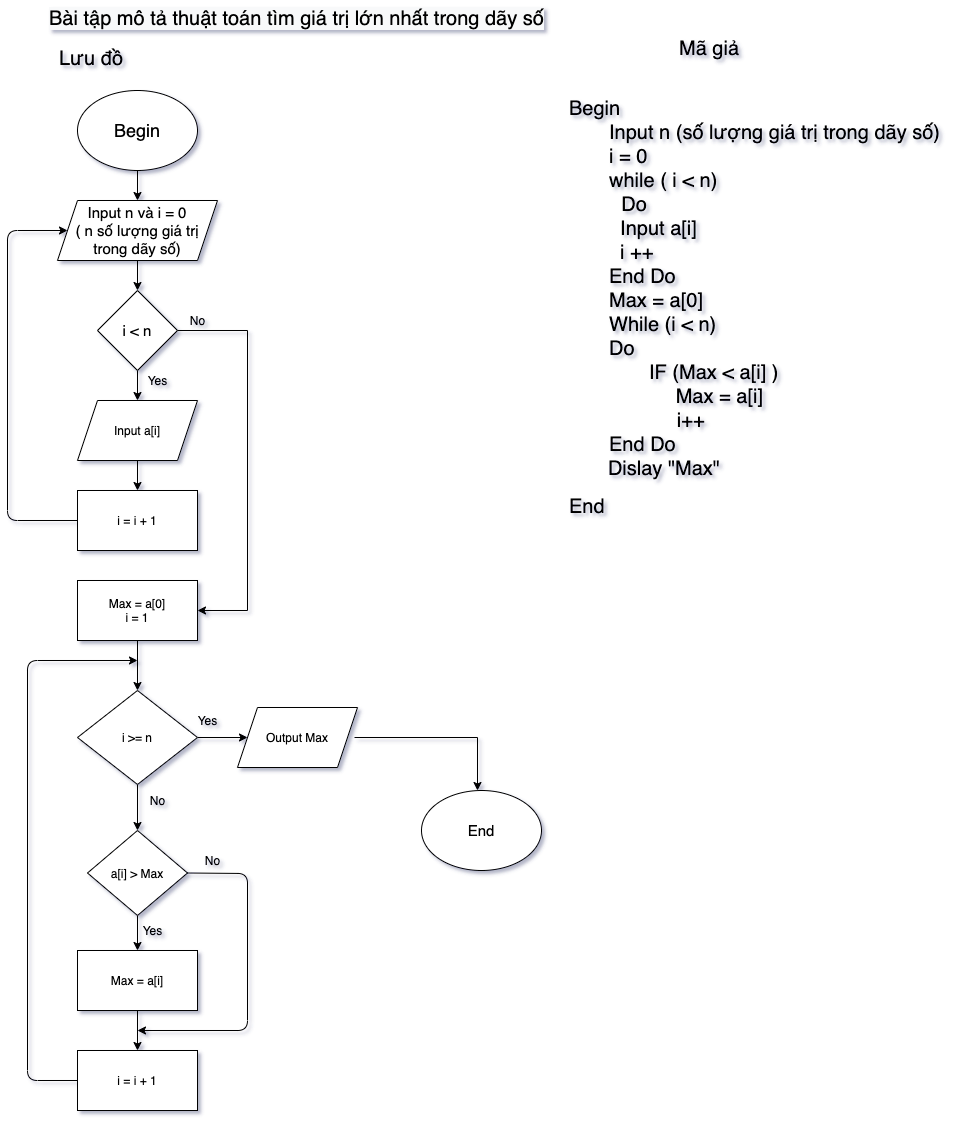 Bài tập mô tả thuật toán tìm giá trị lớn nhất trong dãy số
Lưu đồ
Begin
Input n và i = 0
( n số lượng giá trị
trong dãy số)
i < n
No
Yes
Input a[i]
i = i + 1
Max = a[0]
i = 1
i >= n
Yes
Output Max
End
No
a[i] > Max
No
Yes
Max = a[i]
i = i + 1
Mã giả
Begin
Input n (số lượng giá trị trong dãy số)
i = 0
while ( i < n)
Do
Input a[i]
i ++
End Do
Max = a[0]
While (i < n)
Do
IF (Max < a[i] )
Max = a[i]
i++
End Do
Dislay "Max"
End